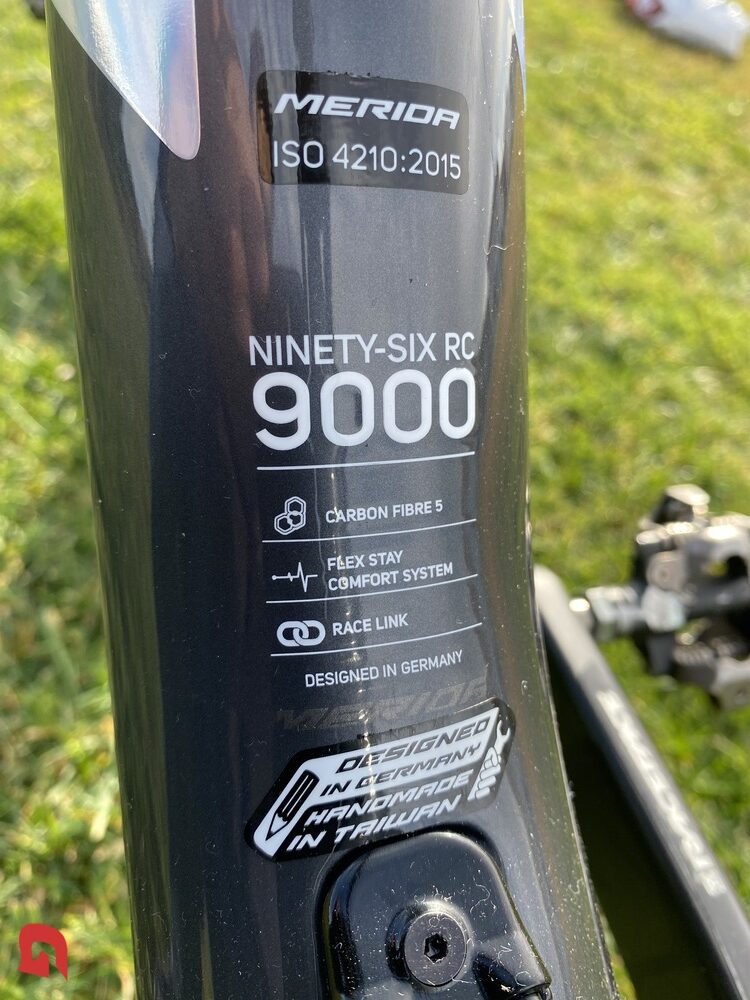 MERIDA
ISO 4210:2015
NINETY-SIX RC
9000
CARBON FIBRE 5
FLEX STAY
COMFORT SYSTEM
RACE LINK
DESIGNED IN GERMANY
MERIDA
DESIGNED
IN GERMANY
HANDMADE
IN TAIWAN